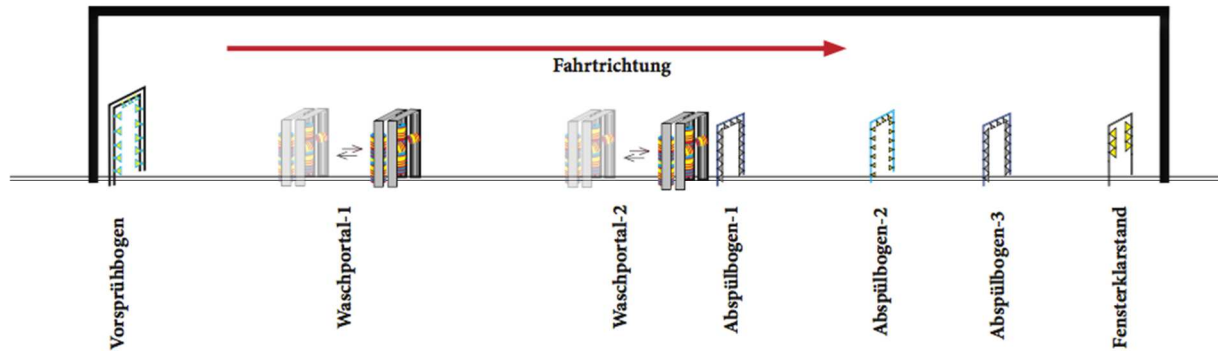 Fahrtrichtung
Vorsprühbogen
Waschportal-1
Waschportal-2
Abspülbogen-1
Abspülbogen-2
Abspülbogen-3
Fensterklarstand